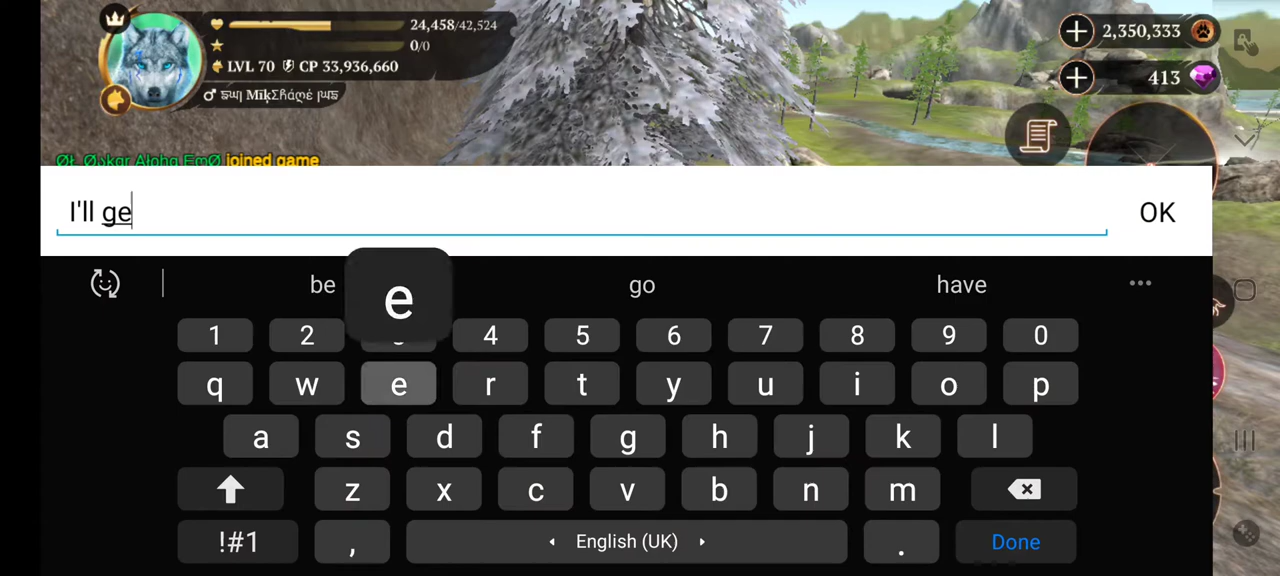 24,458/42,524
0/0
LVL 70 CP 33,936,660
2,350,333
413
joined game
I'll ge
OK
be
go
have
...
e
1 2 4 5 6 7 8 9 0
q w e r t y u i o p
a s d f g h j k l
z x c v b n m
!#1 , English (UK) . Done